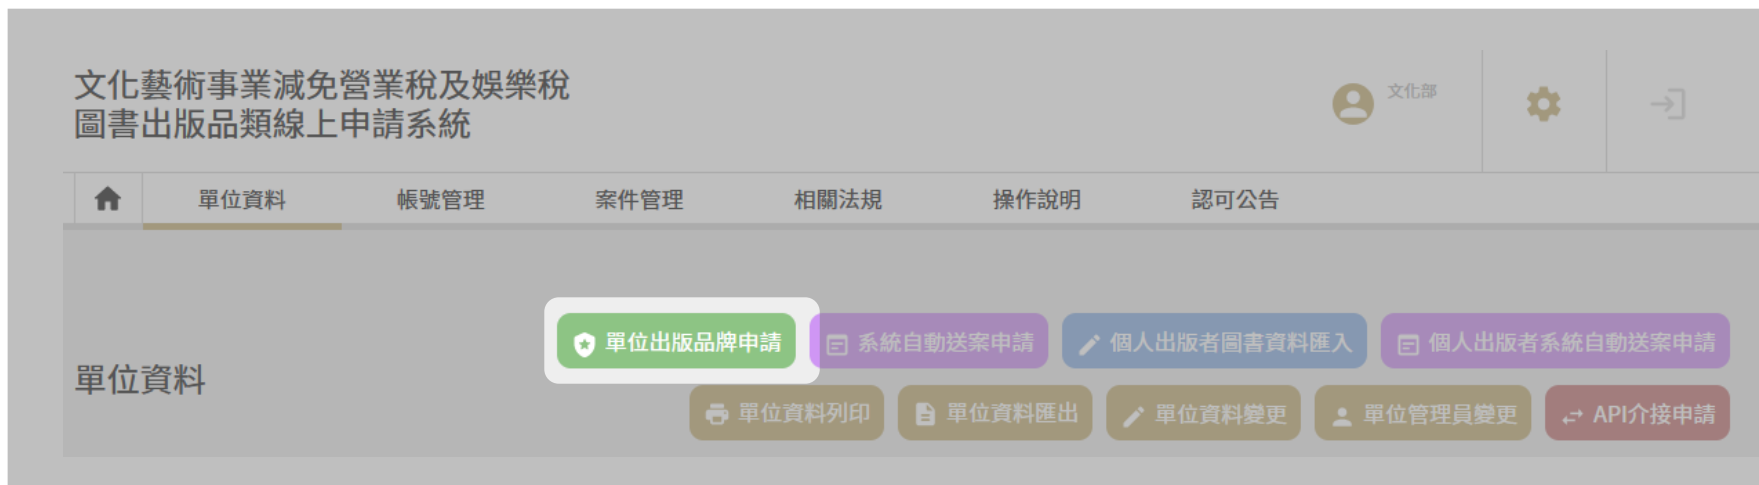 文化藝術事業減免營業稅及娛樂稅
圖書出版品類線上申請系統
文化部
單位資料 帳號管理 案件管理 相關法規 操作說明 認可公告
單位出版品牌申請 系統自動送案申請 個人出版者圖書資料匯入 個人出版者系統自動送案申請
單位資料
單位資料列印 單位資料匯出 單位資料變更 單位管理員變更 API介接申請